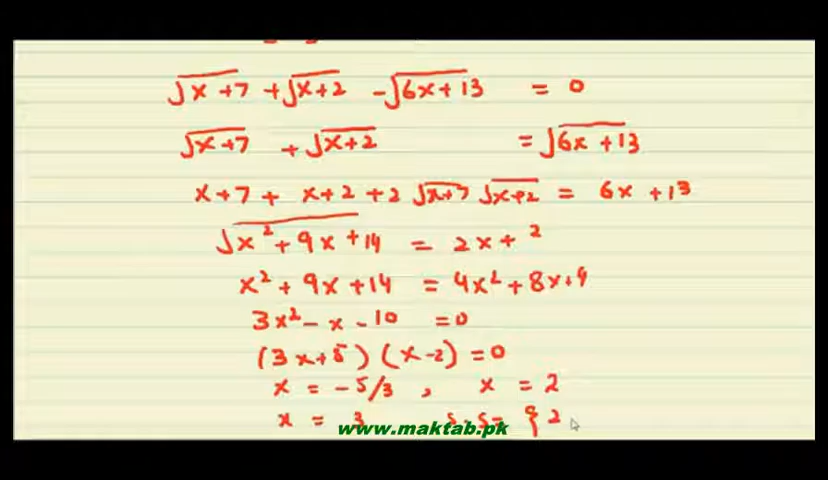 √x+7 + √x+2 - √6x+13 = 0
√x+7 + √x+2 = √6x+13
x+7 + x+2 + 2 √x+7 √x+2 = 6x + 13
√x² + 9x + 14 = 2x + 2
x² + 9x + 14 = 4x² + 8x + 4
3x² - x - 10 = 0
(3x+5)(x-2) = 0
x = -5/3 , x = 2
x = 3 S.S = { 2
www.maktab.pk